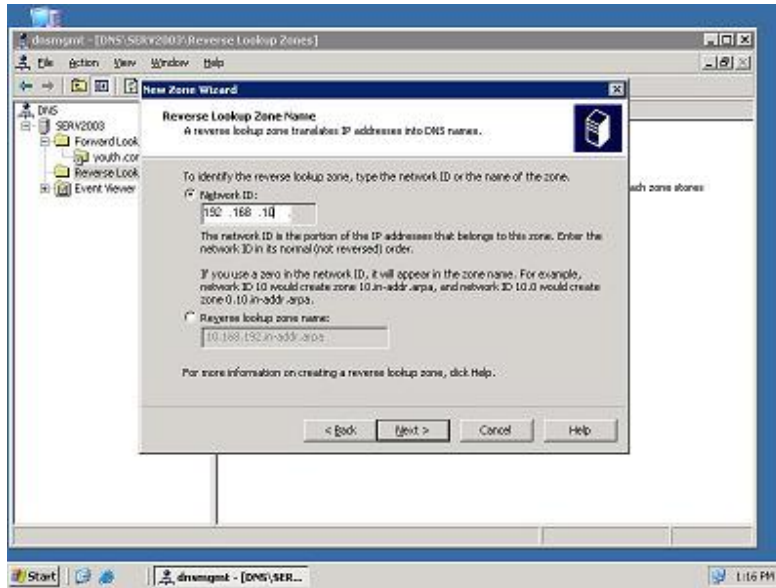 dnsmgmt - [DNS\SERV2003\Reverse Lookup Zones]
File Action View Window Help
DNS
SERV2003
Forward Look
youth.cor
Reverse Look
Event Viewer
New Zone Wizard
Reverse Lookup Zone Name
A reverse lookup zone translates IP addresses into DNS names.
To identify the reverse lookup zone, type the network ID or the name of the zone.
Network ID:
192 .168 .10 .
The network ID is the portion of the IP addresses that belongs to this zone. Enter the
network ID in its normal (not reversed) order.
If you use a zero in the network ID, it will appear in the zone name. For example,
network ID 10 would create zone 10.in-addr.arpa, and network ID 10.0 would create
zone 0.10.in-addr.arpa.
Reverse lookup zone name:
10.168.192.in-addr.arpa
For more information on creating a reverse lookup zone, click Help.
< Back Next > Cancel Help
ach zone stores
Start dnsmgmt - [DNS\SER... 1:16 PM